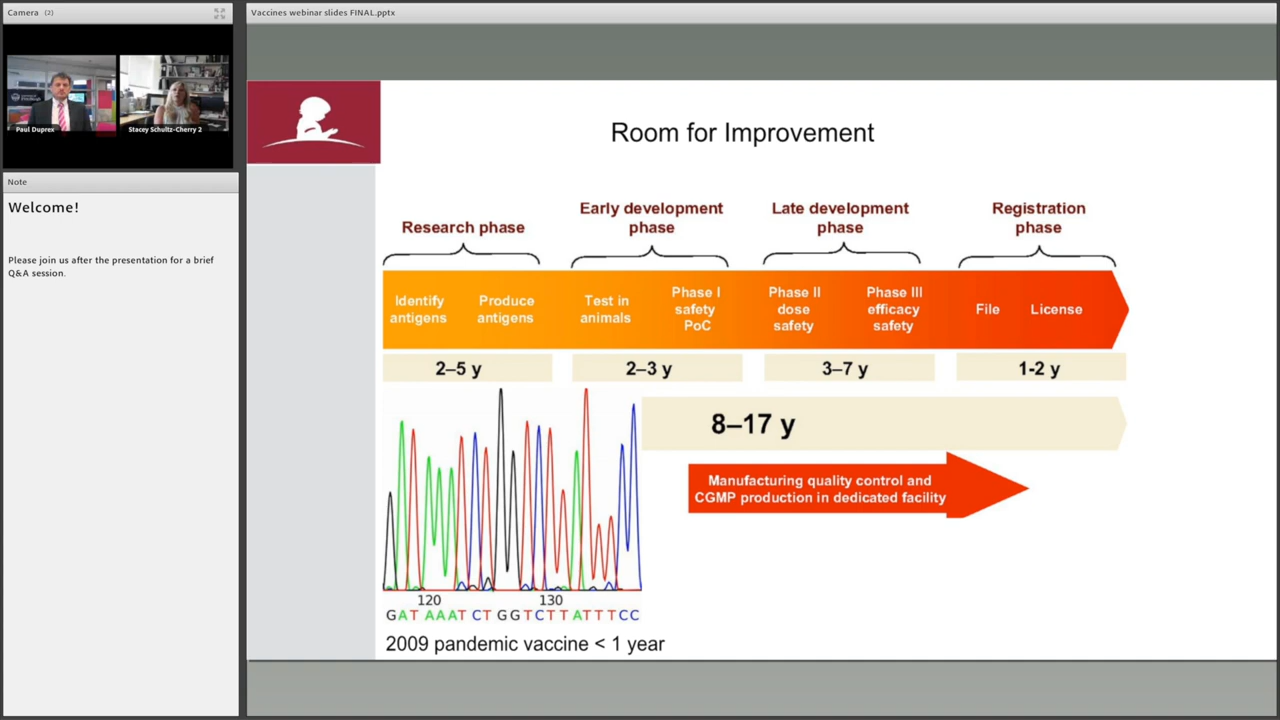 Camera (2)
Paul Duprex
Stacey Schultz-Cherry 2
Note
Welcome!
Please join us after the presentation for a brief
Q&A session.
Vaccines webinar slides FINAL.pptx
Room for Improvement
Research phase
Early development
phase
Late development
phase
Registration
phase
Identify
antigens
Produce
antigens
Test in
animals
Phase I
safety
PoC
Phase II
dose
safety
Phase III
efficacy
safety
File
License
2–5 y
2–3 y
3–7 y
1-2 y
8–17 y
Manufacturing quality control and
CGMP production in dedicated facility
120
130
GAT AAAT CT GGTCTTATTTCC
2009 pandemic vaccine < 1 year